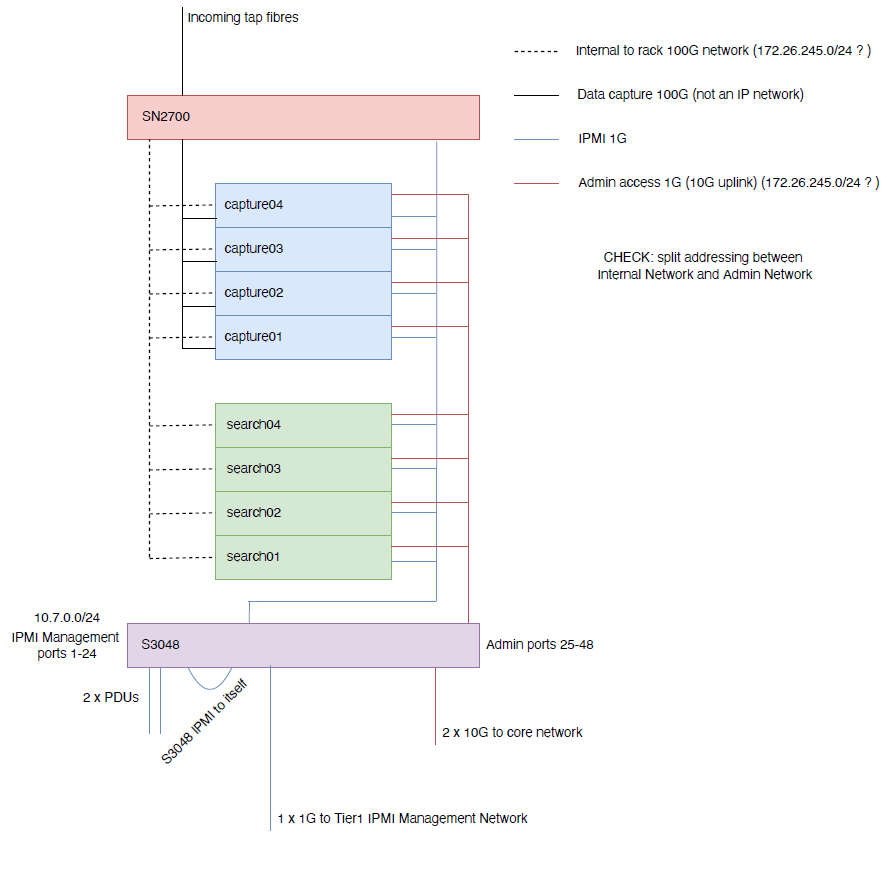 Incoming tap fibres
Internal to rack 100G network (172.26.245.0/24 ? )
Data capture 100G (not an IP network)
IPMI 1G
Admin access 1G (10G uplink) (172.26.245.0/24 ? )
CHECK: split addressing between
Internal Network and Admin Network
SN2700
capture04
capture03
capture02
capture01
search04
search03
search02
search01
10.7.0.0/24
IPMI Management
ports 1-24
S3048
Admin ports 25-48
2 x PDUs
S3048 IPMI to itself
2 x 10G to core network
1 x 1G to Tier1 IPMI Management Network